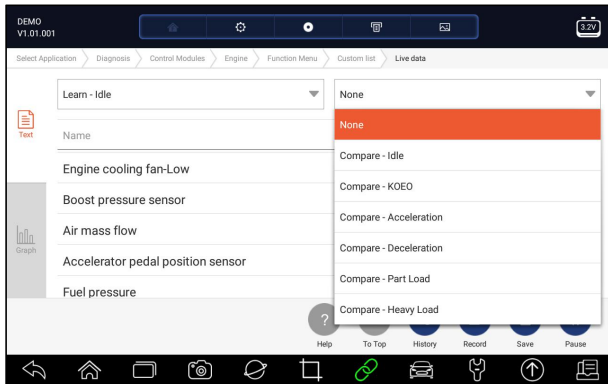 DEMO
V1.01.001
3.2V
Select Application Diagnosis Control Modules Engine Function Menu Custom list Live data
Learn - Idle
None
Text
Name
None
Engine cooling fan-Low
Compare - Idle
Boost pressure sensor
Compare - KOEO
Air mass flow
Compare - Acceleration
Graph
Accelerator pedal position sensor
Compare - Deceleration
Fuel pressure
Compare - Part Load
Compare - Heavy Load
?
Help To Top History Record Save Pause